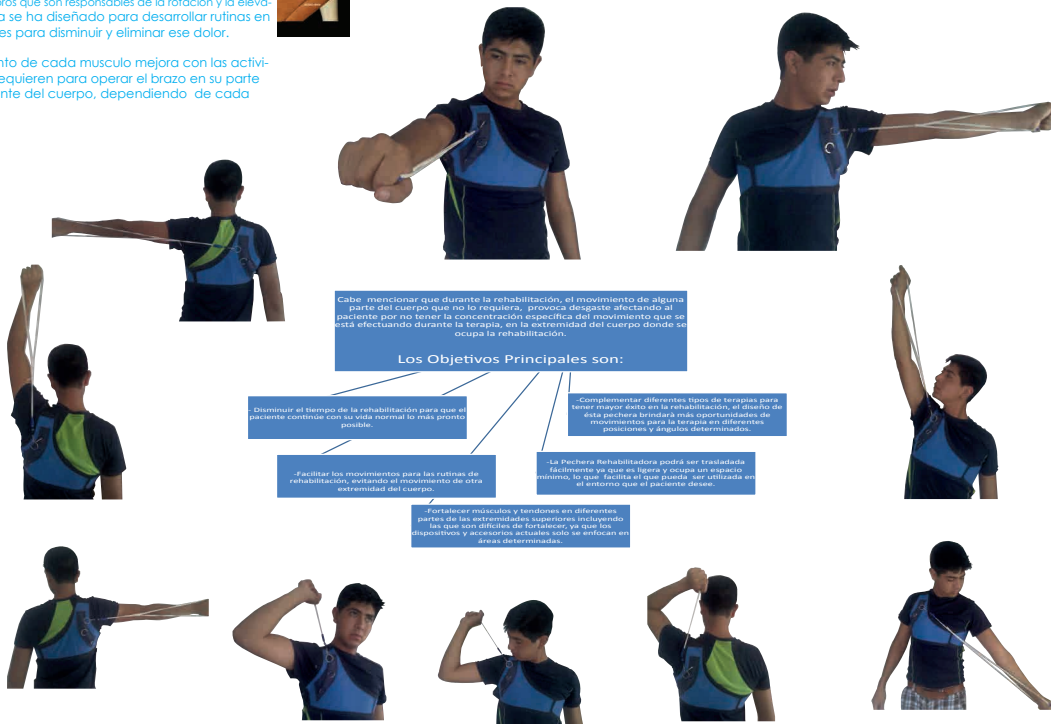 bros que son responsables de la rotación y la eleva-
a se ha diseñado para desarrollar rutinas en
es para disminuir y eliminar ese dolor.
nto de cada musculo mejora con las activi-
equieren para operar el brazo en su parte
nte del cuerpo, dependiendo  de cada
Cabe  mencionar que durante la rehabilitación, el movimiento de alguna
parte del cuerpo que no lo requiera,  provoca desgaste afectando al
paciente por no tener la concentración específica del movimiento que se
está efectuando durante la terapia, en la extremidad del cuerpo donde se
ocupa la rehabilitación.
Los Objetivos Principales son:
- Disminuir el tiempo de la rehabilitación para que el
paciente continúe con su vida normal lo más pronto
posible.
-Complementar diferentes tipos de terapias para
tener mayor éxito en la rehabilitación, el diseño de
ésta pechera brindarà más oportunidades de
movimientos para la terapia en diferentes
posiciones y ángulos determinados.
-Facilitar los movimientos para las rutinas de
rehabilitación, evitando el movimiento de otra
extremidad del cuerpo.
-La Pechera Rehabilitadora podrá ser trasladada
fácilmente ya que es ligera y ocupa un espacio
mínimo, lo que  facilita el que pueda  ser utilizada en
el entorno que el paciente desee.
-Fortalecer músculos y tendones en diferentes
partes de las extremidades superiores incluyendo
las que son difíciles de fortalecer, ya que los
dispositivos y accesorios actuales solo se enfocan en
áreas determinadas.